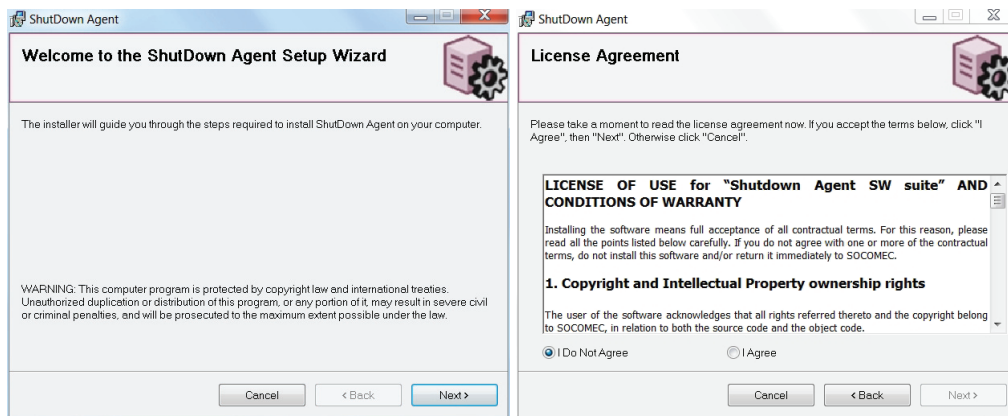 ShutDown Agent
Welcome to the ShutDown Agent Setup Wizard
The installer will guide you through the steps required to install ShutDown Agent on your computer.
WARNING: This computer program is protected by copyright law and international treaties.
Unauthorized duplication or distribution of this program, or any portion of it, may result in severe civil
or criminal penalties, and will be prosecuted to the maximum extent possible under the law.
Cancel
< Back
Next >
ShutDown Agent
License Agreement
Please take a moment to read the license agreement now. If you accept the terms below, click "I
Agree", then "Next". Otherwise click "Cancel".
LICENSE OF USE for “Shutdown Agent SW suite” AND
CONDITIONS OF WARRANTY
Installing the software means full acceptance of all contractual terms. For this reason, please
read all the points listed below carefully. If you do not agree with one or more of the contractual
terms, do not install this software and/or return it immediately to SOCOMEC.
1. Copyright and Intellectual Property ownership rights
The user of the software acknowledges that all rights referred thereto and the copyright belong
to SOCOMEC, in relation to both the source code and the object code.
I Do Not Agree
I Agree
Cancel
< Back
Next >